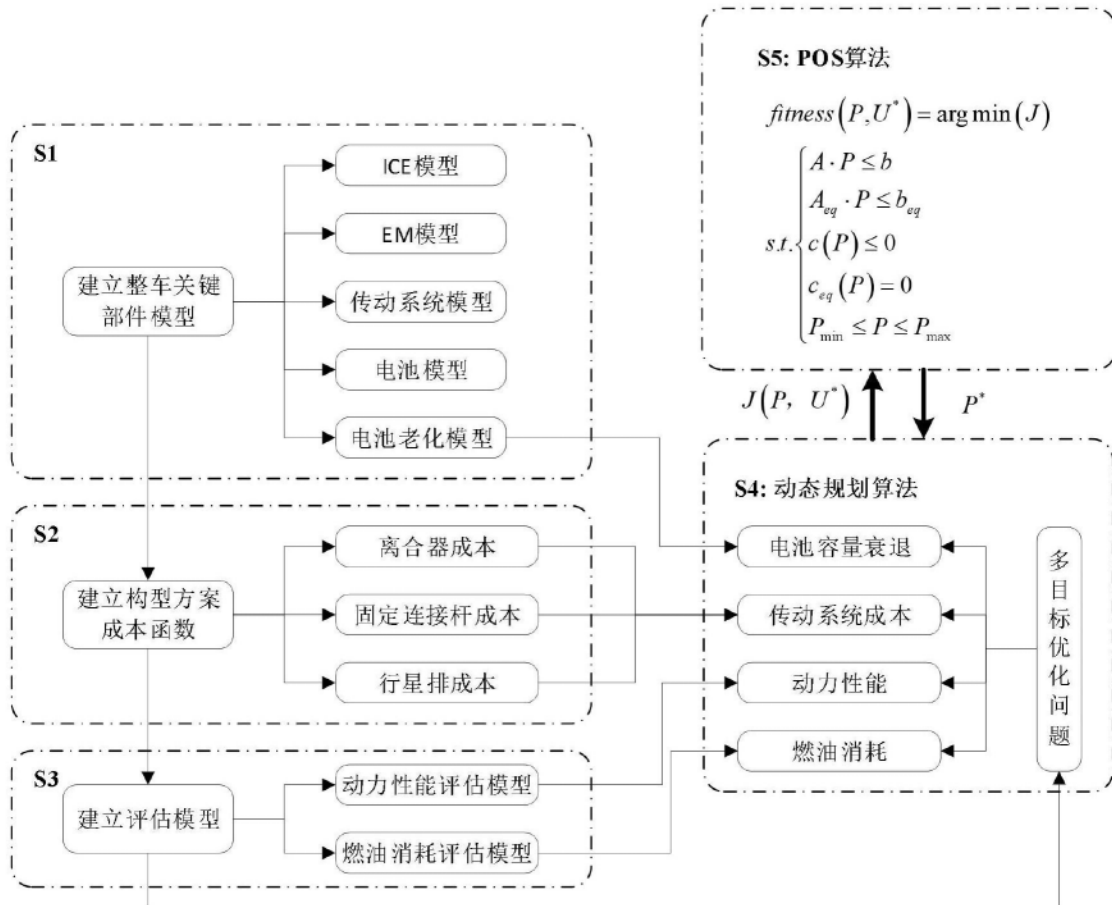 S1
建立整车关键
部件模型
ICE模型
EM模型
传动系统模型
电池模型
电池老化模型
S2
建立构型方案
成本函数
离合器成本
固定连接杆成本
行星排成本
S3
建立评估模型
动力性能评估模型
燃油消耗评估模型
S5: POS算法
fitness(P,U*) = arg min(J)
s.t.
A·P ≤ b
A_eq·P ≤ b_eq
c(P) ≤ 0
c_eq(P) = 0
P_min ≤ P ≤ P_max
J(P, U*)
P*
S4: 动态规划算法
电池容量衰退
传动系统成本
动力性能
燃油消耗
多目标优化问题